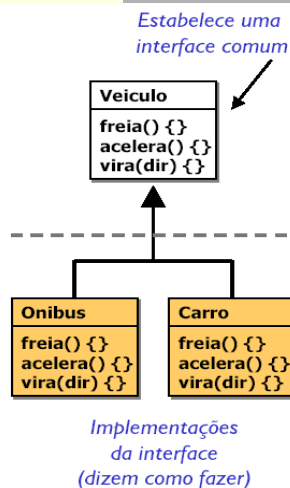 Estabelece uma
interface comum
Veiculo
freia() {}
acelera() {}
vira(dir) {}
Onibus
freia() {}
acelera() {}
vira(dir) {}
Carro
freia() {}
acelera() {}
vira(dir) {}
Implementações
da interface
(dizem como fazer)